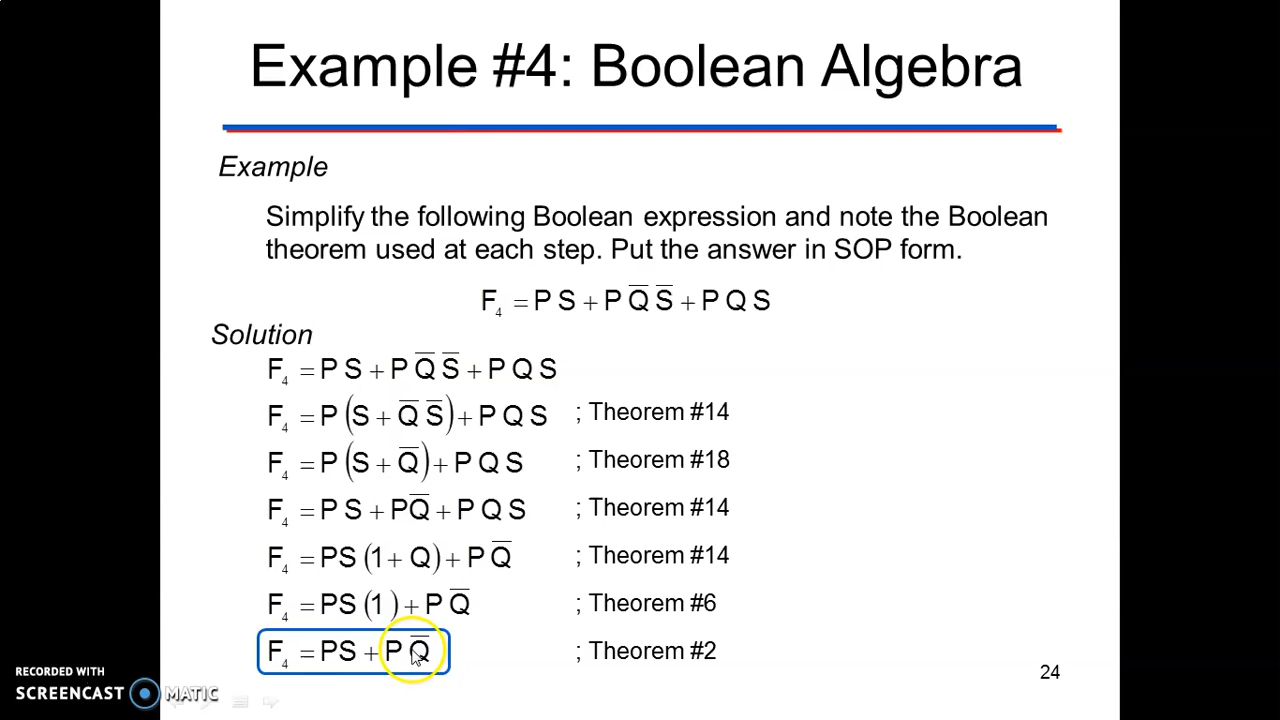 Example #4: Boolean Algebra
Example
Simplify the following Boolean expression and note the Boolean
theorem used at each step. Put the answer in SOP form.
F₄ = P S + P Q̅ S̅ + P Q S
Solution
F₄ = P S + P Q̅ S̅ + P Q S
F₄ = P (S + Q̅ S̅) + P Q S ; Theorem #14
F₄ = P (S + Q̅) + P Q S ; Theorem #18
F₄ = P S + PQ̅ + P Q S ; Theorem #14
F₄ = PS (1 + Q) + P Q̅ ; Theorem #14
F₄ = PS (1 ) + P Q̅ ; Theorem #6
F₄ = PS + P Q̅ ; Theorem #2
24
RECORDED WITH
SCREENCAST MATIC